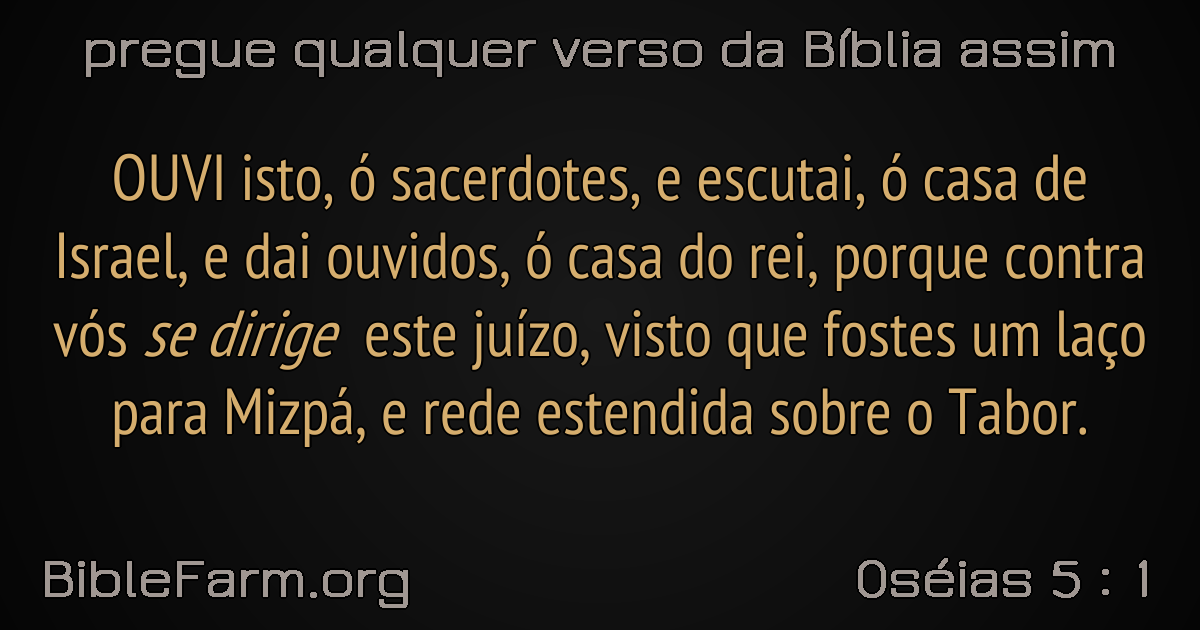 pregue qualquer verso da Bíblia assim
OUVI isto, ó sacerdotes, e escutai, ó casa de
Israel, e dai ouvidos, ó casa do rei, porque contra
vós se dirige este juízo, visto que fostes um laço
para Mizpá, e rede estendida sobre o Tabor.
BibleFarm.org
Oséias 5 : 1